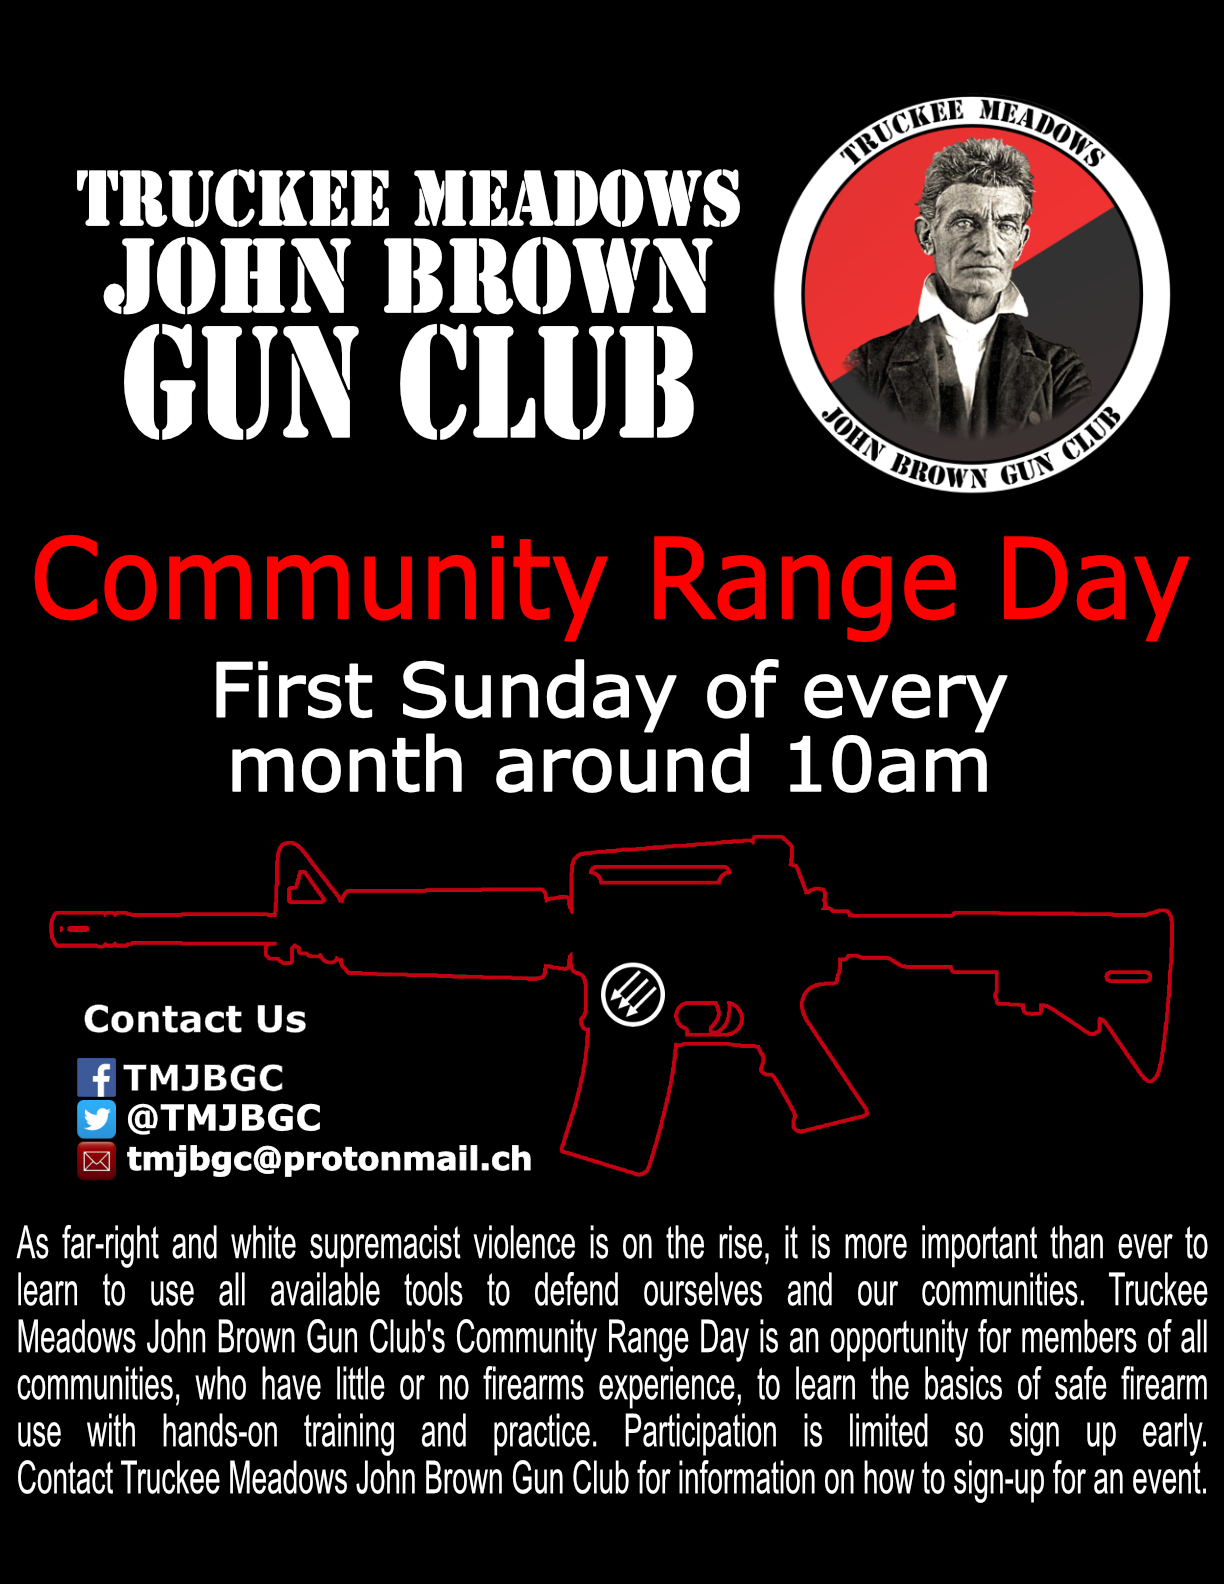 TRUCKEE MEADOWS
JOHN BROWN
GUN CLUB
TRUCKEE MEADOWS
JOHN BROWN GUN CLUB
Community Range Day
First Sunday of every
month around 10am
Contact Us
TMJBGC
@TMJBGC
tmjbgc@protonmail.ch
As far-right and white supremacist violence is on the rise, it is more important than ever to
learn to use all available tools to defend ourselves and our communities. Truckee
Meadows John Brown Gun Club's Community Range Day is an opportunity for members of all
communities, who have little or no firearms experience, to learn the basics of safe firearm
use with hands-on training and practice. Participation is limited so sign up early.
Contact Truckee Meadows John Brown Gun Club for information on how to sign-up for an event.